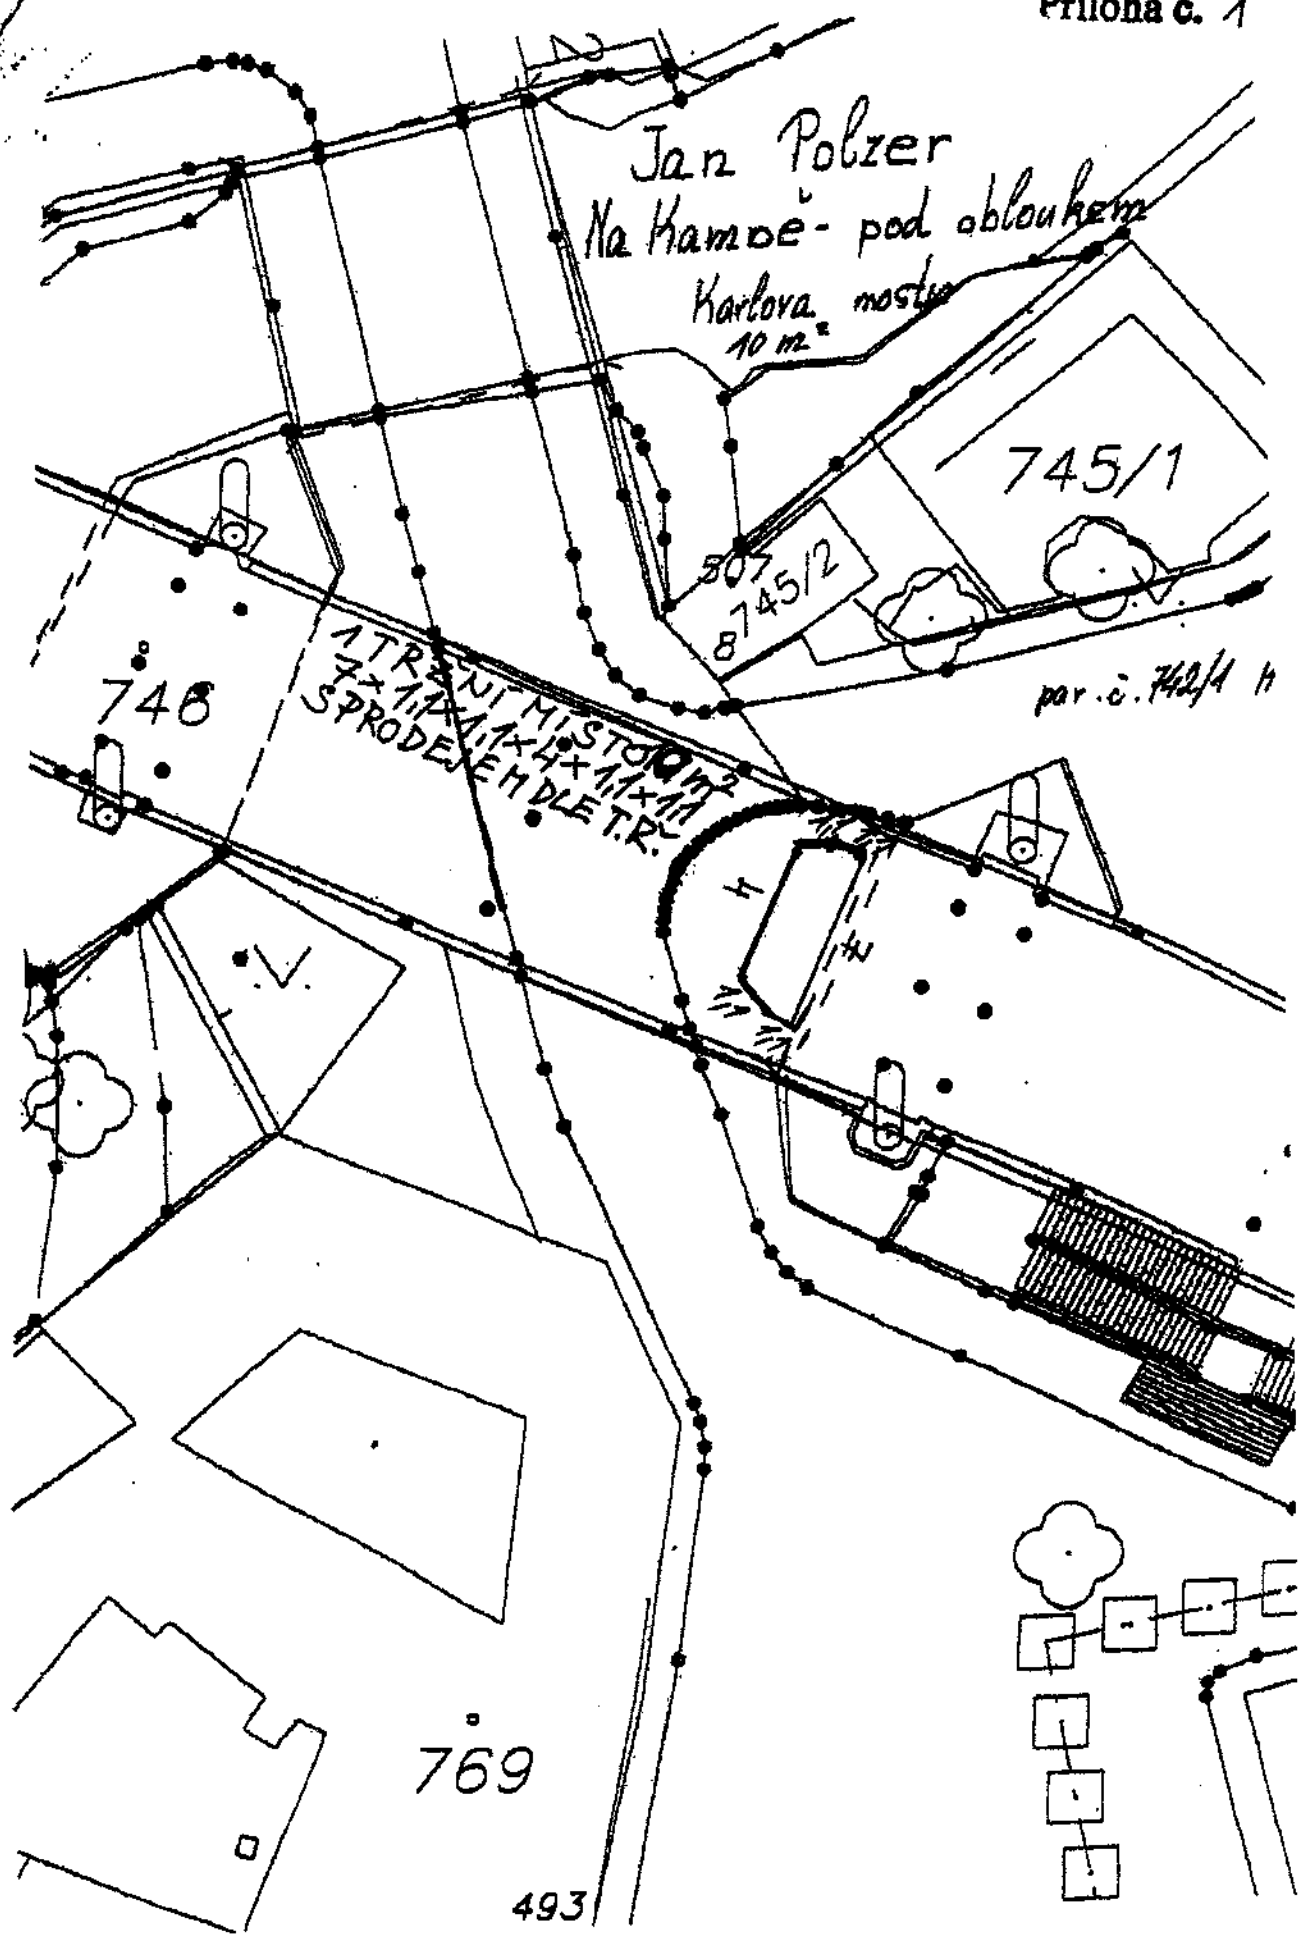 Příloha č. 1
Jan Polzer
Na Kampě - pod obloukem
Karlova mostu
10 m²
745/1
507
745/2
8
par. č. 742/1
748
1 TRŽNÍ MÍSTO 10 m²
7×1,1+1,1×4×1,1×1,1
S PRODEJEM DLE T.Ř.
769
493